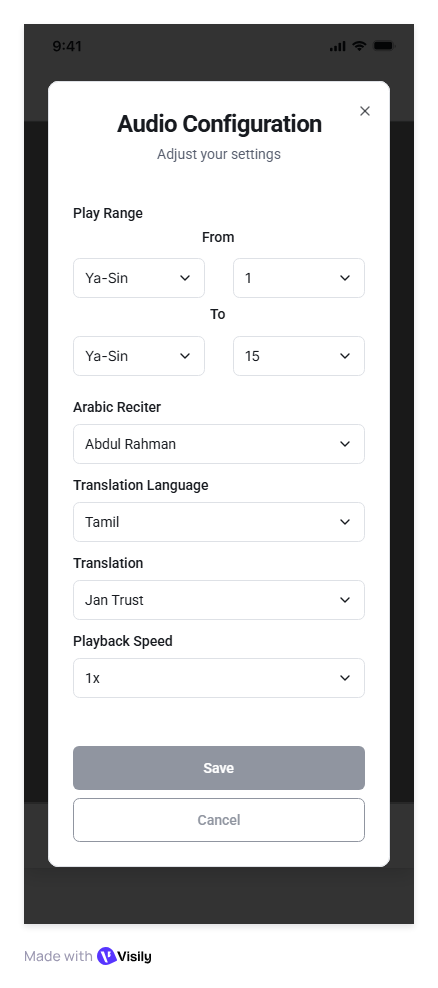 9:41
Audio Configuration
Adjust your settings
Play Range
From
Ya-Sin 1
To
Ya-Sin 15
Arabic Reciter
Abdul Rahman
Translation Language
Tamil
Translation
Jan Trust
Playback Speed
1x
Save
Cancel
Made with Visily